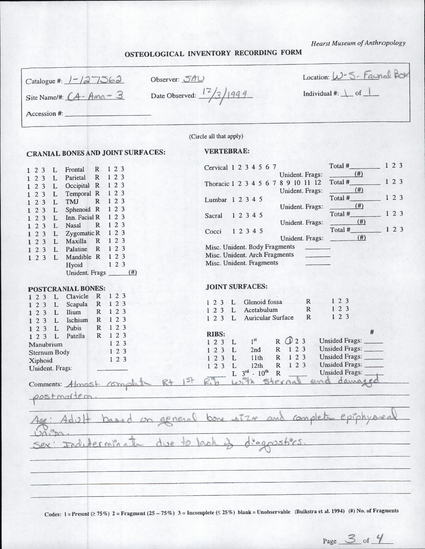 Hearst Museum of Anthropology
OSTEOLOGICAL INVENTORY RECORDING FORM
Catalogue #: 1-127562 Observer: SAW Location: W-S-Faunal Box
Site Name/#: CA-Ama-3 Date Observed: 12/3/1999 Individual #: 1 of 1
Accession #:
(Circle all that apply)
CRANIAL BONES AND JOINT SURFACES:
1 2 3 L Frontal R 1 2 3
1 2 3 L Parietal R 1 2 3
1 2 3 L Occipital R 1 2 3
1 2 3 L Temporal R 1 2 3
1 2 3 L TMJ R 1 2 3
1 2 3 L Sphenoid R 1 2 3
1 2 3 L Inn. Facial R 1 2 3
1 2 3 L Nasal R 1 2 3
1 2 3 L Zygomatic R 1 2 3
1 2 3 L Maxilla R 1 2 3
1 2 3 L Palatine R 1 2 3
1 2 3 L Mandible R 1 2 3
Hyoid 1 2 3
Unident. Frags (#)
VERTEBRAE:
Cervical 1 2 3 4 5 6 7 Total # 1 2 3
Unident. Frags: (#)
Thoracic 1 2 3 4 5 6 7 8 9 10 11 12 Total # 1 2 3
Unident. Frags: (#)
Lumbar 1 2 3 4 5 Total # 1 2 3
Unident. Frags: (#)
Sacral 1 2 3 4 5 Total # 1 2 3
Unident. Frags: (#)
Cocci 1 2 3 4 5 Total # 1 2 3
Unident. Frags: (#)
Misc. Unident. Body Fragments
Misc. Unident. Arch Fragments
Misc. Unident. Fragments
POSTCRANIAL BONES:
1 2 3 L Clavicle R 1 2 3
1 2 3 L Scapula R 1 2 3
1 2 3 L Ilium R 1 2 3
1 2 3 L Ischium R 1 2 3
1 2 3 L Pubis R 1 2 3
1 2 3 L Patella R 1 2 3
Manubrium 1 2 3
Sternum Body 1 2 3
Xiphoid 1 2 3
Unident. Frags:
JOINT SURFACES:
1 2 3 L Glenoid fossa R 1 2 3
1 2 3 L Acetabulum R 1 2 3
1 2 3 L Auricular Surface R 1 2 3
RIBS: #
1 2 3 L 1st R 1 2 3 Unsided Frags:
1 2 3 L 2nd R 1 2 3 Unsided Frags:
1 2 3 L 11th R 1 2 3 Unsided Frags:
1 2 3 L 12th R 1 2 3 Unsided Frags:
L 3rd - 10th R Unsided Frags: 1
Comments: Almost complete Rt 1st Rib with sternal end damaged
postmortem.
Age: Adult based on general bone size and complete epiphyseal
Union.
Sex: Indeterminate due to lack of diagnostics.
Codes: 1 = Present (≥ 75%) 2 = Fragment (25 – 75%) 3 = Incomplete (≤ 25%) blank = Unobservable (Buikstra et al. 1994) (#) No. of Fragments
Page 3 of 4